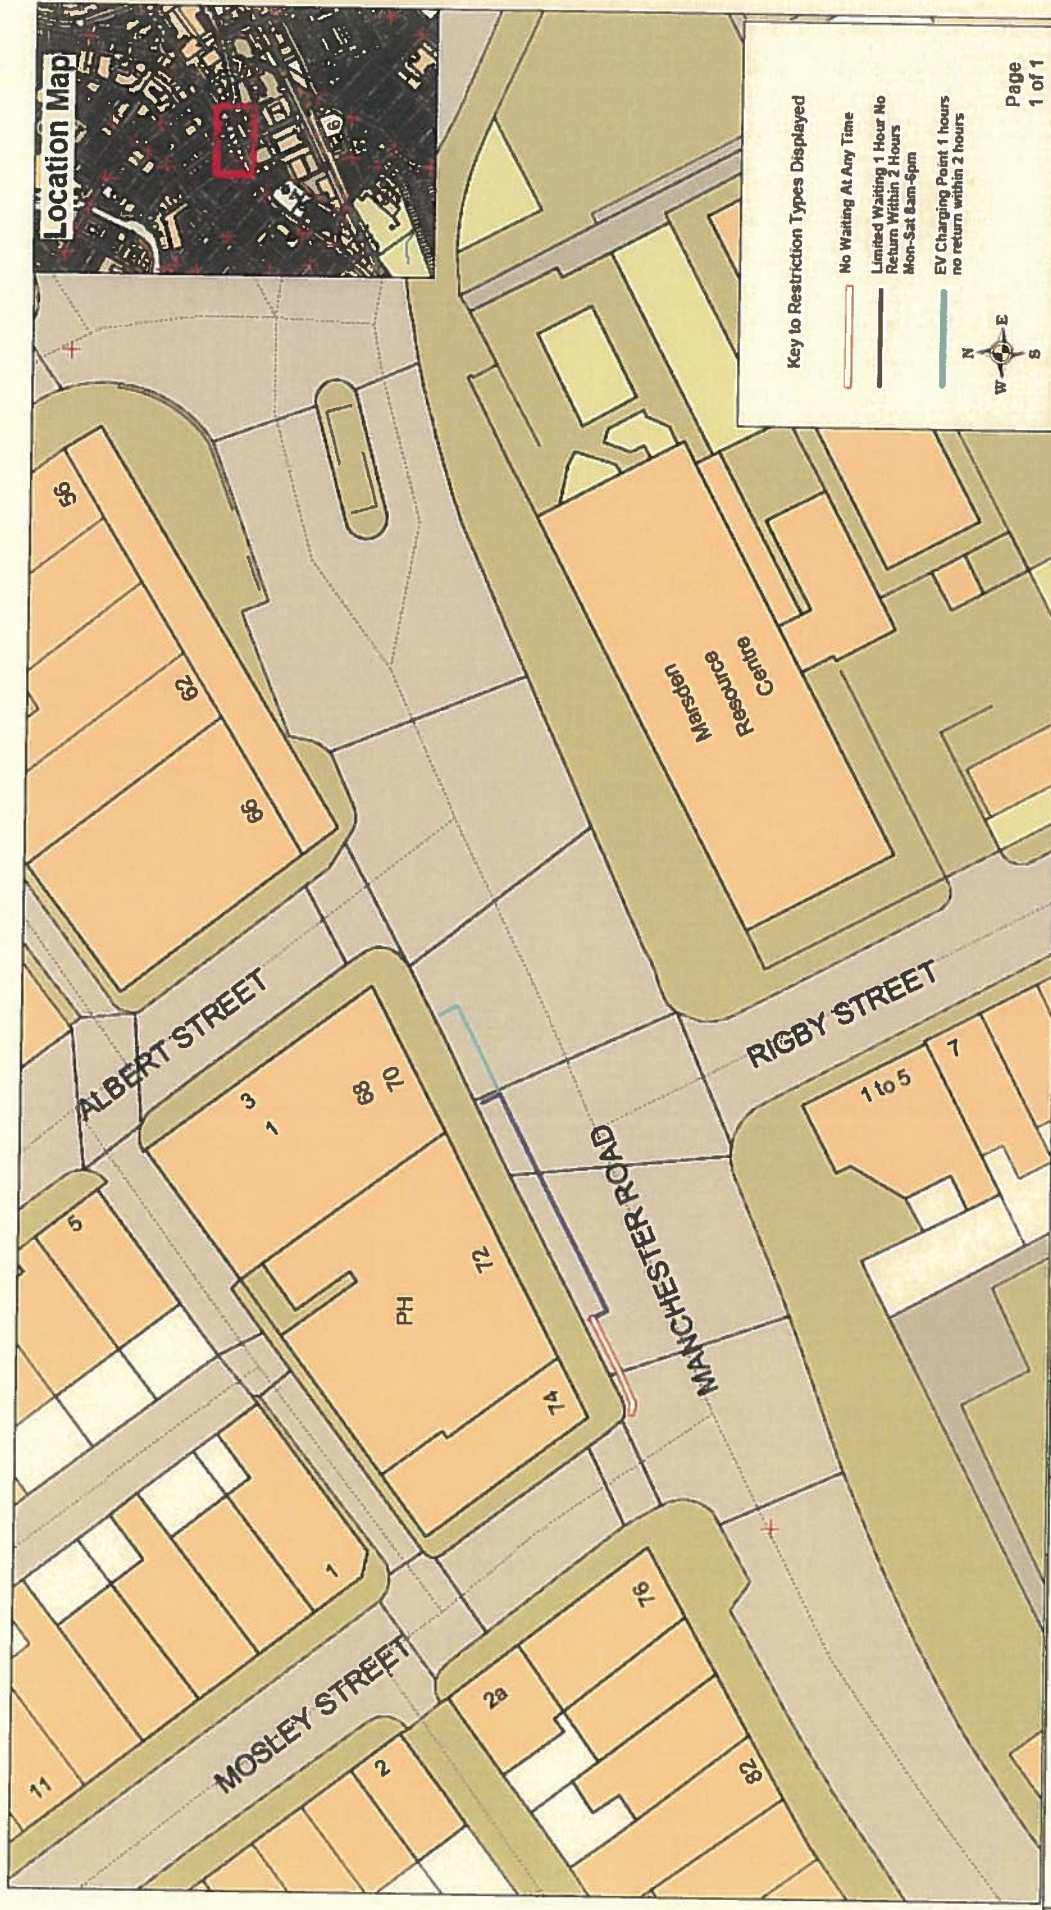 Location Map
6
56
62
66
ALBERT STREET
3
1
68
70
5
72
PH
74
1
11
MOSLEY STREET
2
2a
76
82
MANCHESTER ROAD
RIGBY STREET
1 to 5
7
Marsden
Resource
Centre
Key to Restriction Types Displayed
No Waiting At Any Time
Limited Waiting 1 Hour No
Return Within 2 Hours
Mon-Sat 8am-6pm
EV Charging Point 1 hours
no return within 2 hours
N
W
E
S
Page
1 of 1